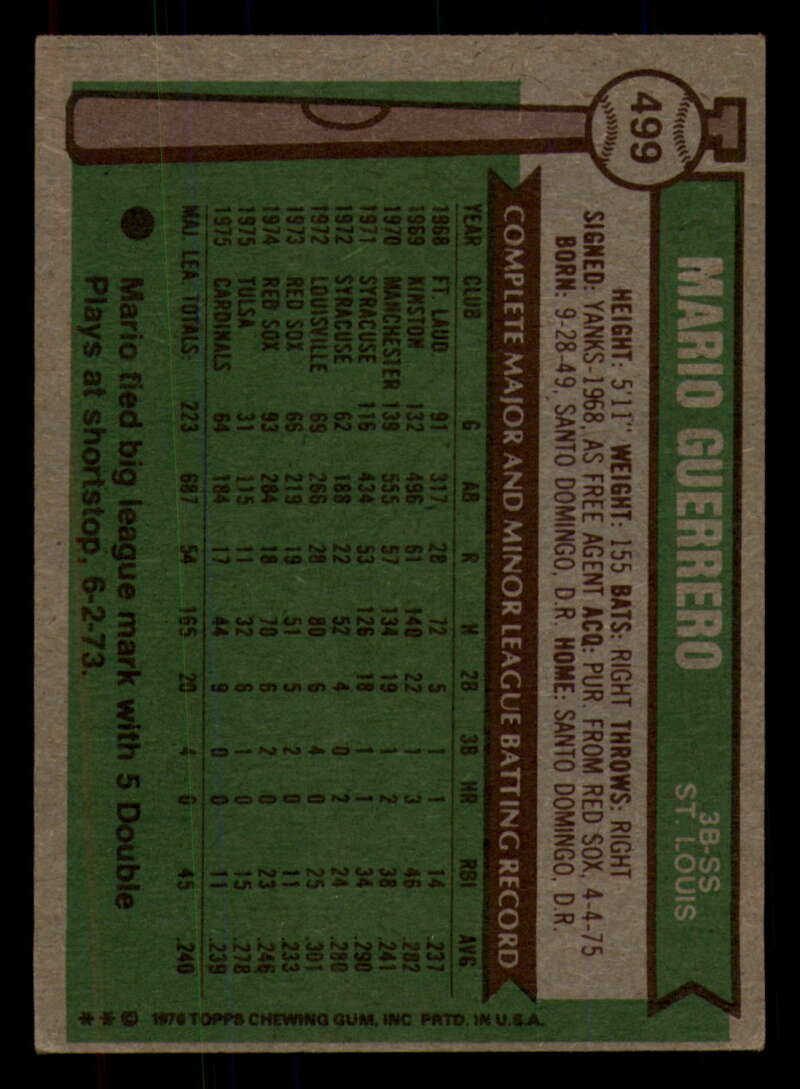 499
MARIO GUERRERO
3B-SS
ST. LOUIS
HEIGHT: 5'11" WEIGHT: 155 BATS: RIGHT THROWS: RIGHT
SIGNED: YANKS-1968, AS FREE AGENT ACQ: PUR. FROM RED SOX, 4-4-75
BORN: 9-28-49, SANTO DOMINGO, D.R. HOME: SANTO DOMINGO, D.R.
COMPLETE MAJOR AND MINOR LEAGUE BATTING RECORD
YEAR CLUB G AB R H 2B 3B HR RBI AVG
1968 FT. LAUD 91 317 28 72 5 1 1 14 .237
1969 KINSTON 132 496 61 140 22 1 3 46 .282
1970 MANCHESTER 139 555 57 134 19 1 2 38 .241
1971 SYRACUSE 116 434 53 126 18 1 1 34 .290
1972 SYRACUSE 62 188 22 52 4 0 2 24 .280
1972 LOUISVILLE 69 266 28 80 6 4 0 25 .301
1973 RED SOX 66 219 19 51 5 2 0 11 .233
1974 RED SOX 93 284 18 70 6 2 0 23 .246
1975 TULSA 31 115 11 32 6 1 0 15 .278
1975 CARDINALS 64 184 17 44 9 0 0 11 .239
MAJ LEA TOTALS: 223 687 54 165 20 4 0 45 .240
Mario tied big league mark with 5 Double
Plays at shortstop, 6-2-73.
**© 1976 TOPPS CHEWING GUM, INC PRTD. IN U.S.A.